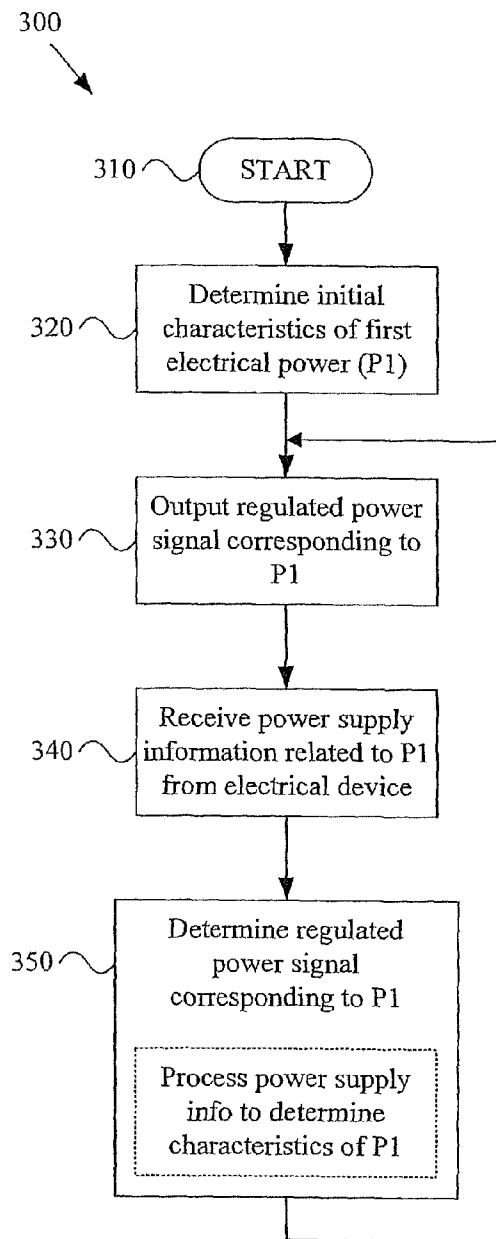 300
310
START
320
Determine initial
characteristics of first
electrical power (P1)
330
Output regulated power
signal corresponding to
P1
340
Receive power supply
information related to P1
from electrical device
350
Determine regulated
power signal
corresponding to P1
Process power supply
info to determine
characteristics of P1